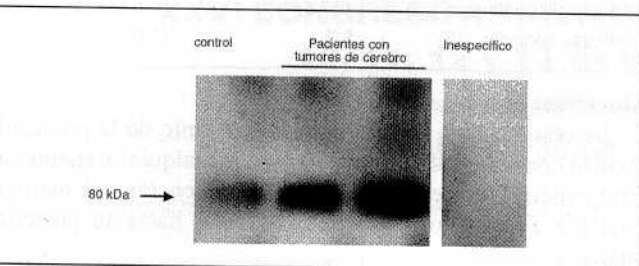 control
Pacientes con
tumores de cerebro
Inespecífico
80 kDa